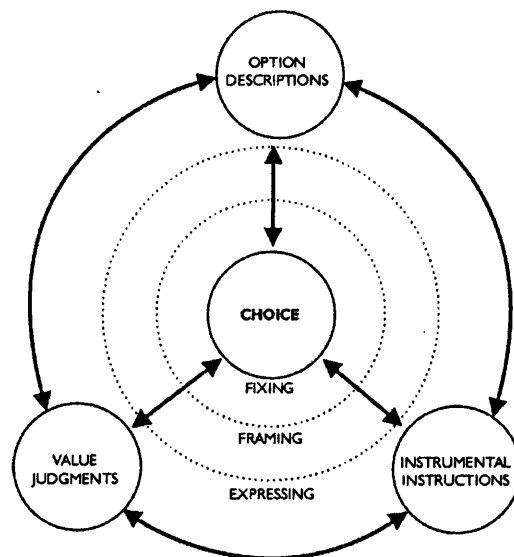 OPTION
DESCRIPTIONS
CHOICE
FIXING
FRAMING
EXPRESSING
VALUE
JUDGMENTS
INSTRUMENTAL
INSTRUCTIONS